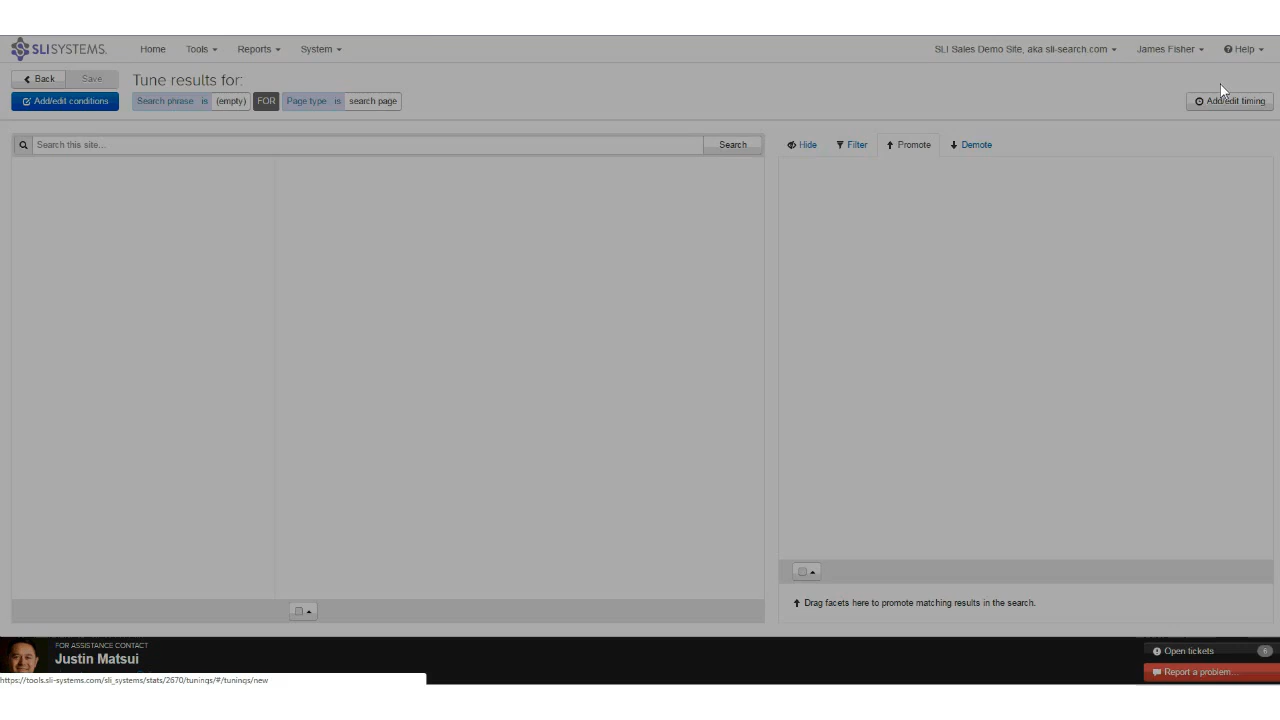 SLISYSTEMS.
Home
Tools
Reports
System
SLI Sales Demo Site, aka sli-search.com
James Fisher
Help
Back
Save
Tune results for:
Add/edit conditions
Search phrase is (empty) FOR Page type is search page
Add/edit timing
Search this site...
Search
Hide
Filter
Promote
Demote
Drag facets here to promote matching results in the search.
FOR ASSISTANCE CONTACT
Justin Matsui
Open tickets 6
Report a problem...
https://tools.sli-systems.com/sli_systems/stats/2670/tunings/#/tunings/new